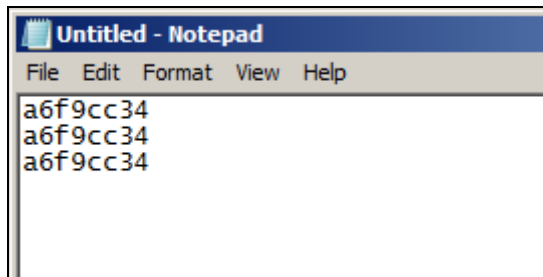 Untitled - Notepad
File Edit Format View Help
a6f9cc34
a6f9cc34
a6f9cc34